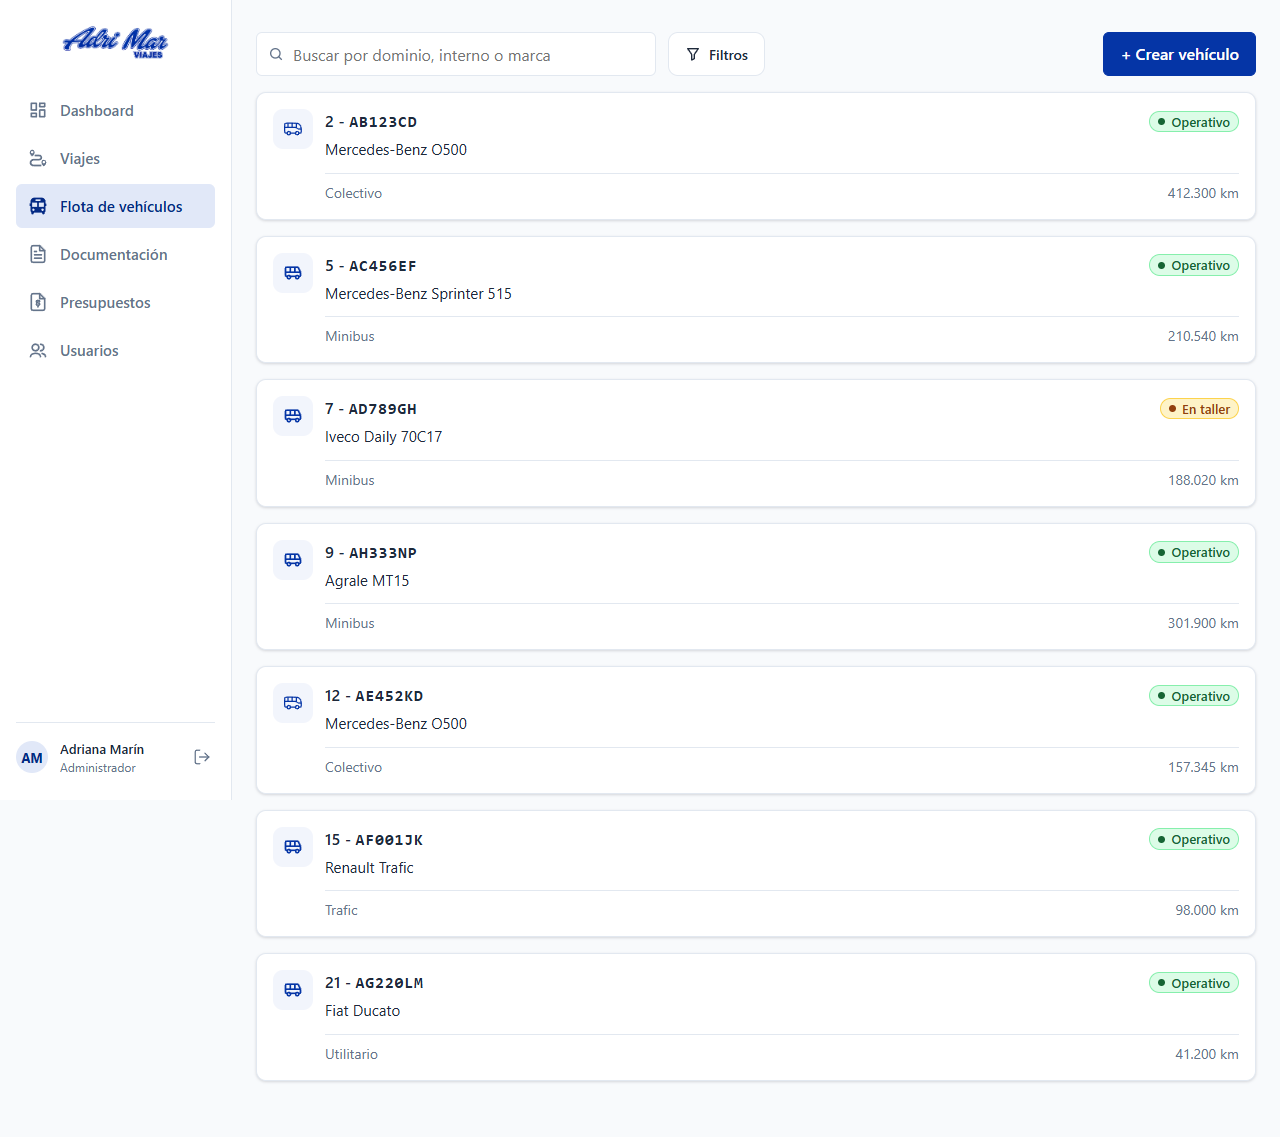 Adri Mar
VIAJES
Dashboard
Viajes
Flota de vehículos
Documentación
Presupuestos
Usuarios
AM
Adriana Marín
Administrador
Buscar por dominio, interno o marca
Filtros
+ Crear vehículo
2 - AB123CD
Operativo
Mercedes-Benz O500
Colectivo
412.300 km
5 - AC456EF
Operativo
Mercedes-Benz Sprinter 515
Minibus
210.540 km
7 - AD789GH
En taller
Iveco Daily 70C17
Minibus
188.020 km
9 - AH333NP
Operativo
Agrale MT15
Minibus
301.900 km
12 - AE452KD
Operativo
Mercedes-Benz O500
Colectivo
157.345 km
15 - AF001JK
Operativo
Renault Trafic
Trafic
98.000 km
21 - AG220LM
Operativo
Fiat Ducato
Utilitario
41.200 km